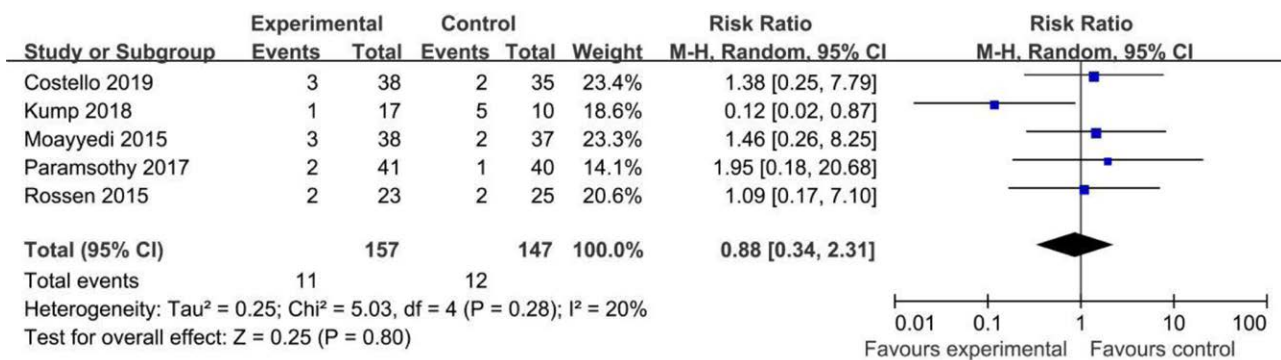 Experimental Control Risk Ratio Risk Ratio
Study or Subgroup Events Total Events Total Weight M-H, Random, 95% CI M-H, Random, 95% CI
Costello 2019 3 38 2 35 23.4% 1.38 [0.25, 7.79]
Kump 2018 1 17 5 10 18.6% 0.12 [0.02, 0.87]
Moayyedi 2015 3 38 2 37 23.3% 1.46 [0.26, 8.25]
Paramsothy 2017 2 41 1 40 14.1% 1.95 [0.18, 20.68]
Rossen 2015 2 23 2 25 20.6% 1.09 [0.17, 7.10]
Total (95% CI) 157 147 100.0% 0.88 [0.34, 2.31]
Total events 11 12
Heterogeneity: Tau² = 0.25; Chi² = 5.03, df = 4 (P = 0.28); I² = 20%
Test for overall effect: Z = 0.25 (P = 0.80)
0.01 0.1 1 10 100
Favours experimental Favours control